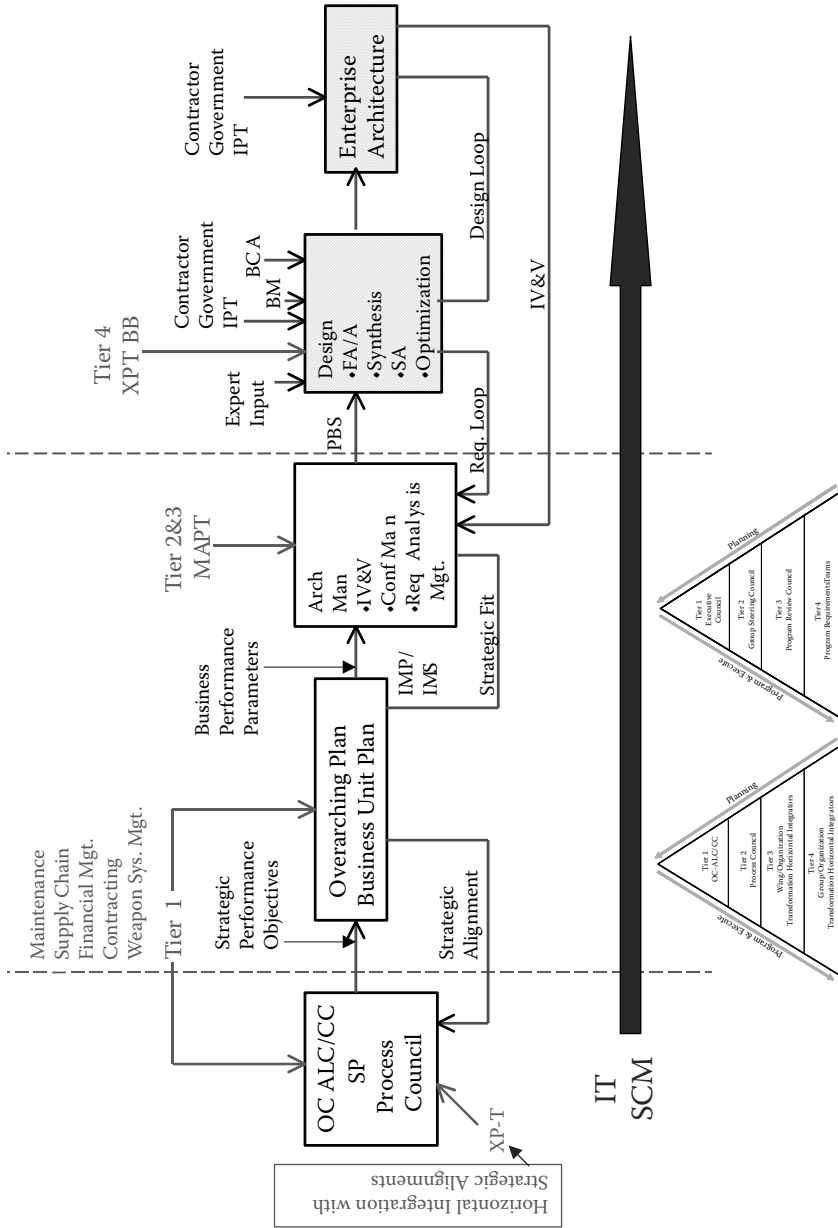 Maintenance
Supply Chain
Financial Mgt.
Contracting
Weapon Sys. Mgt.
Tier 1
Horizontal Integration with
Strategic Alignments
XP-T
OC ALC/CC
SP
Process
Council
Strategic
Performance
Objectives
Strategic
Alignment
Overarching Plan
Business Unit Plan
Business
Performance
Parameters
IMP/
IMS
Strategic Fit
Tier 2&3
MAPT
Arch
Man
•IV&V
•Conf Man
•Req Analysis
Mgt.
PBS
Req. Loop
Tier 4
XPT BB
Expert
Input
Contractor
Government
IPT
BM
BCA
Design
•FA/A
•Synthesis
•SA
•Optimization
Design Loop
IV&V
Contractor
Government
IPT
Enterprise
Architecture
IT
SCM
Program & Execute
Planning
Tier 1
OC-ALC/CC
Tier 2
Process Council
Tier 3
Wing/Organization
Transformation Horizontal Integrators
Tier 4
Group/Organization
Transformation Horizontal Integrators
Program & Execute
Planning
Tier 1
Executive
Council
Tier 2
Group Steering Council
Tier 3
Program Review Council
Tier 4
Program Requirements Teams